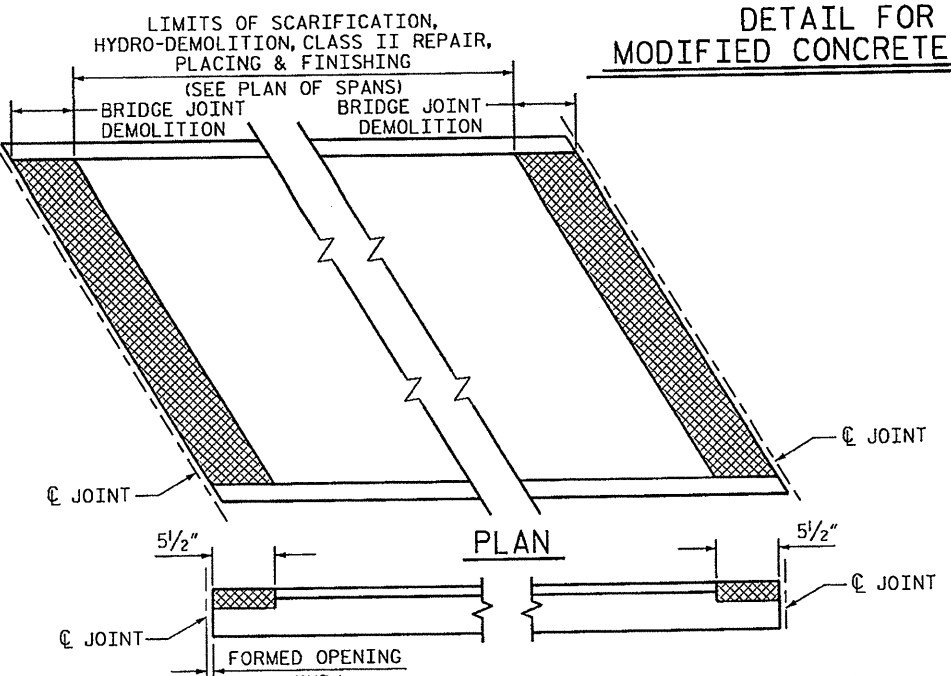 DETAIL FOR
MODIFIED CONCRETE
LIMITS OF SCARIFICATION,
HYDRO-DEMOLITION, CLASS II REPAIR,
PLACING & FINISHING
(SEE PLAN OF SPANS)
BRIDGE JOINT
DEMOLITION
BRIDGE JOINT
DEMOLITION
℄ JOINT
℄ JOINT
PLAN
5½"
5½"
℄ JOINT
℄ JOINT
FORMED OPENING